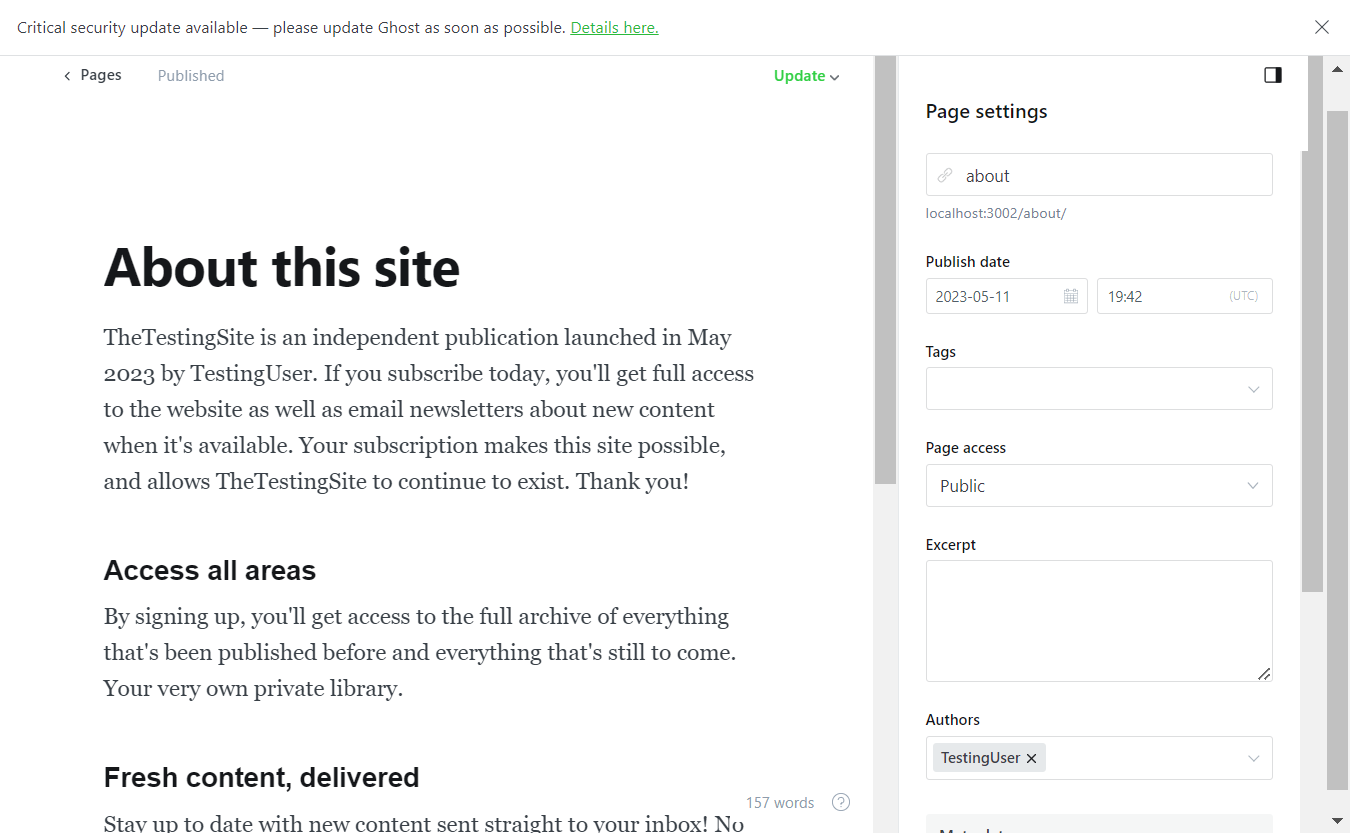 Critical security update available — please update Ghost as soon as possible. Details here.
Pages
Published
Update
About this site
TheTestingSite is an independent publication launched in May
2023 by TestingUser. If you subscribe today, you'll get full access
to the website as well as email newsletters about new content
when it's available. Your subscription makes this site possible,
and allows TheTestingSite to continue to exist. Thank you!
Access all areas
By signing up, you'll get access to the full archive of everything
that's been published before and everything that's still to come.
Your very own private library.
Fresh content, delivered
Stay up to date with new content sent straight to your inbox! No
157 words
Page settings
about
localhost:3002/about/
Publish date
2023-05-11
19:42
(UTC)
Tags
Page access
Public
Excerpt
Authors
TestingUser